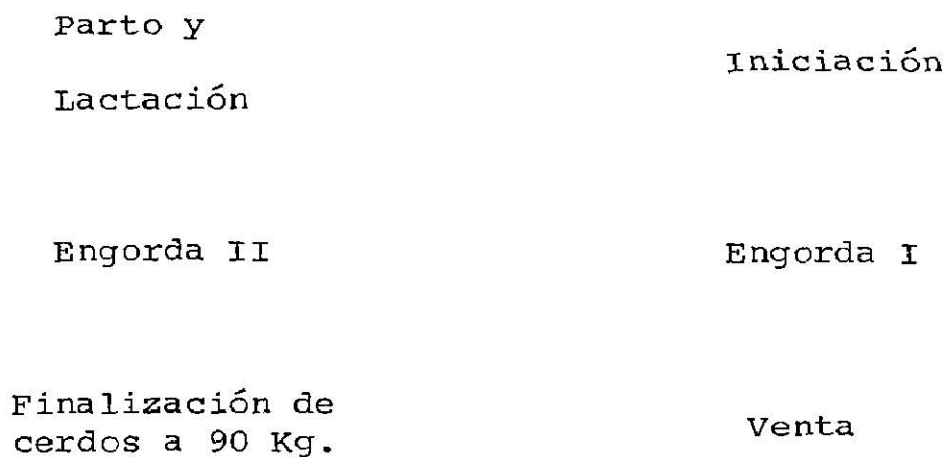 Parto y
Iniciación
Lactación
Engorda II
Engorda I
Finalización de
cerdos a 90 Kg.
Venta